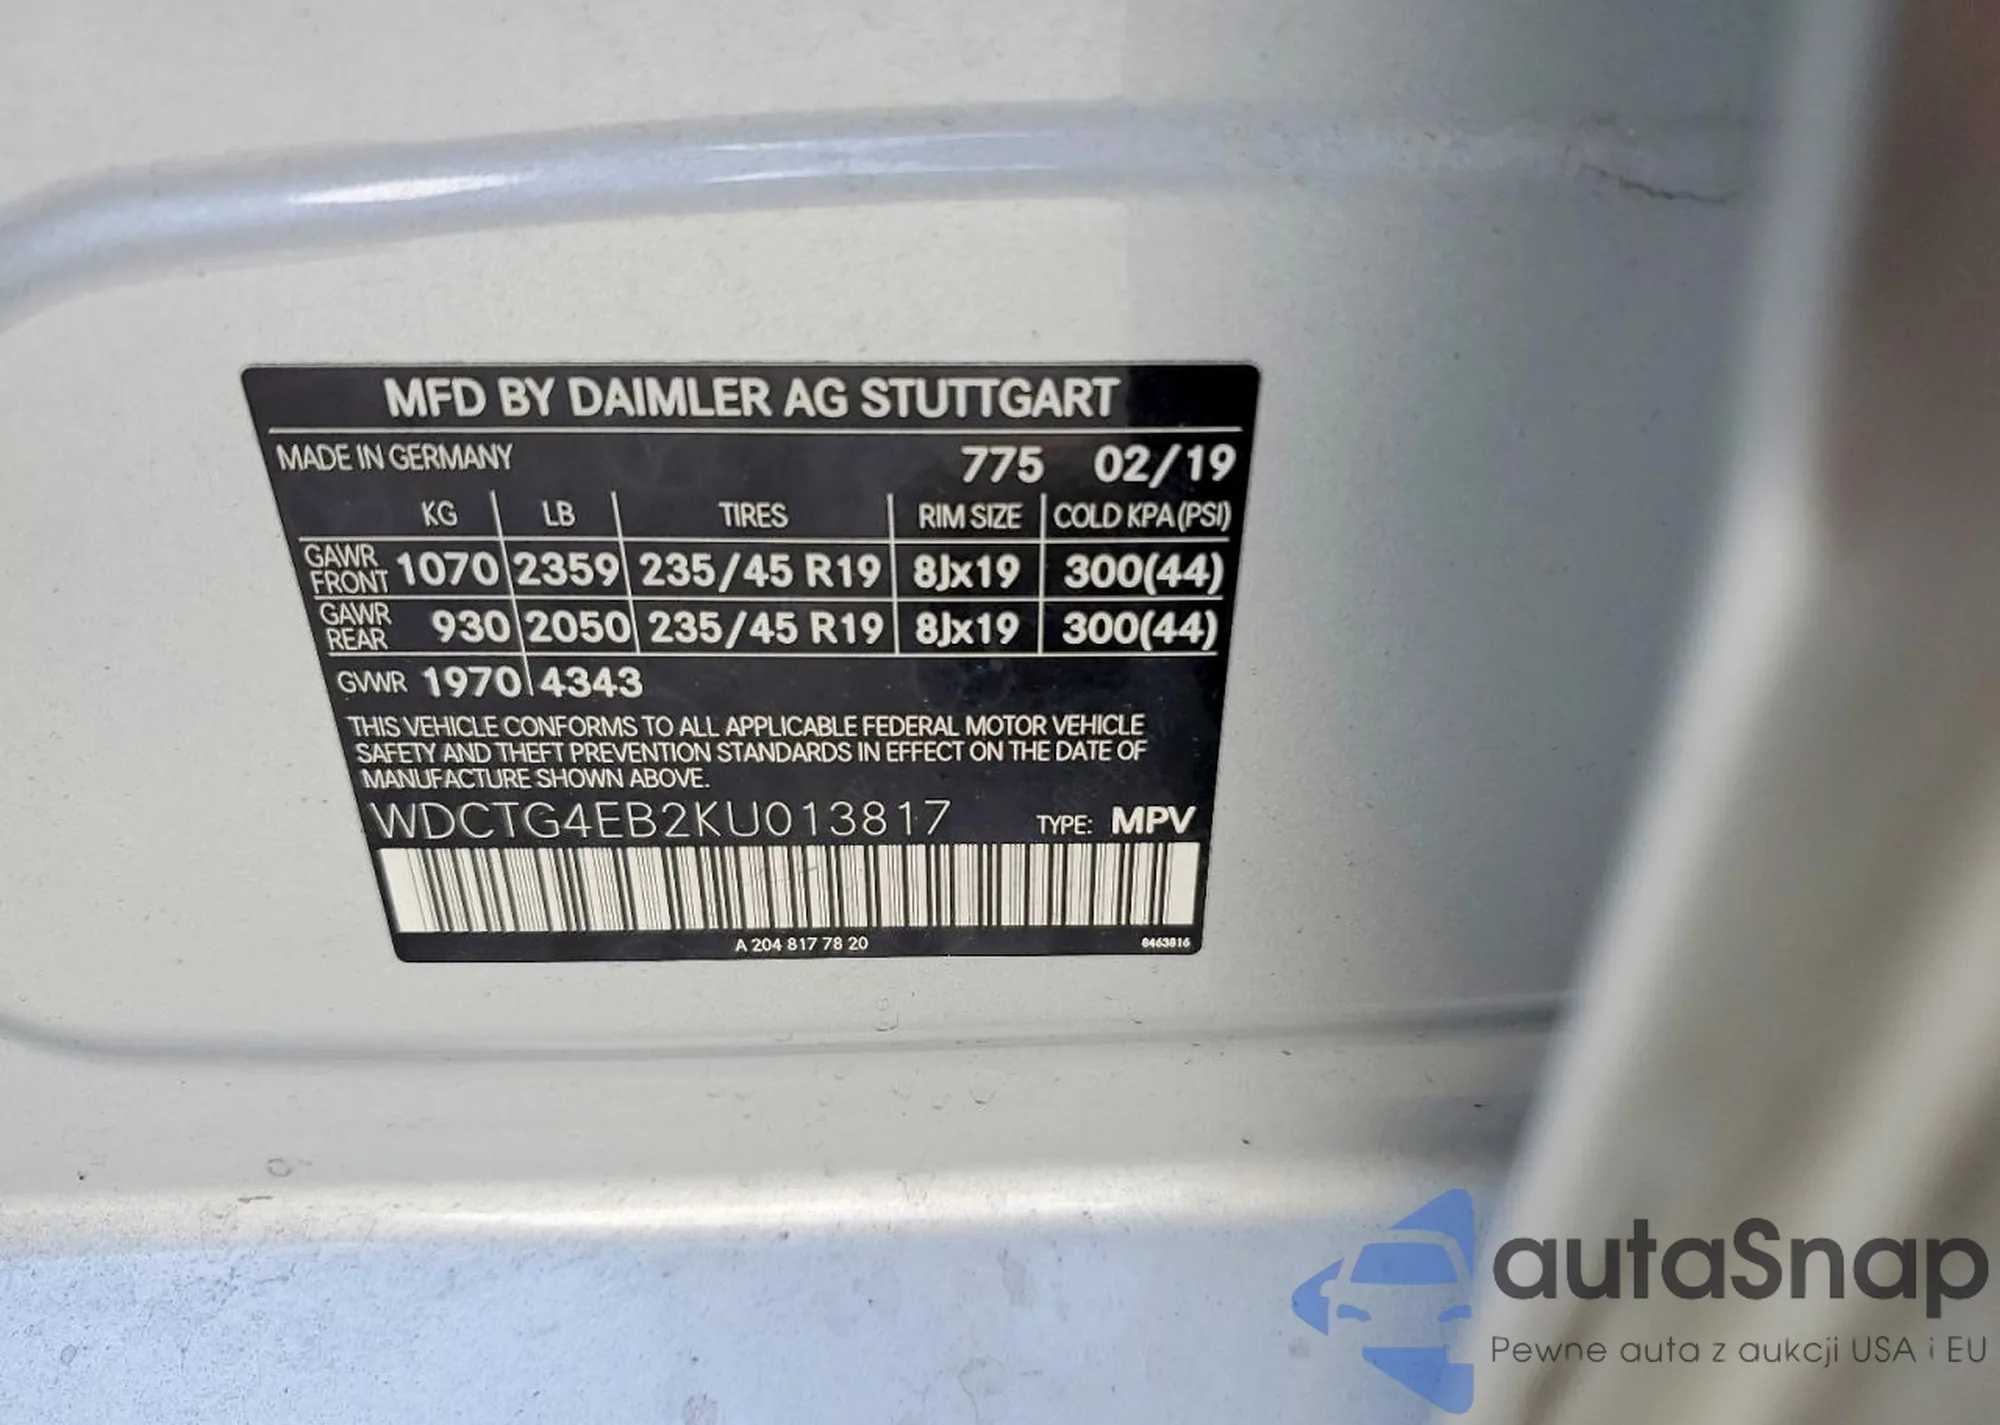 MFD BY DAIMLER AG STUTTGART
MADE IN GERMANY 775 02/19
KG LB TIRES RIM SIZE COLD KPA (PSI)
GAWR FRONT 1070 2359 235/45 R19 8Jx19 300(44)
GAWR REAR 930 2050 235/45 R19 8Jx19 300(44)
GVWR 1970 4343
THIS VEHICLE CONFORMS TO ALL APPLICABLE FEDERAL MOTOR VEHICLE
SAFETY AND THEFT PREVENTION STANDARDS IN EFFECT ON THE DATE OF
MANUFACTURE SHOWN ABOVE.
WDCTG4EB2KU013817 TYPE: MPV
A 204 817 78 20 8463816
autaSnap
Pewne auta z aukcji USA i EU